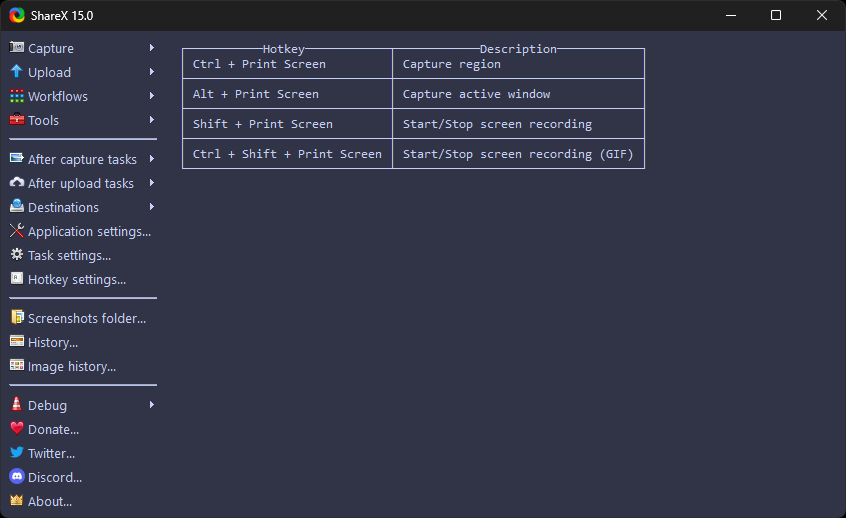 ShareX 15.0
Capture
Upload
Workflows
Tools
After capture tasks
After upload tasks
Destinations
Application settings...
Task settings...
Hotkey settings...
Screenshots folder...
History...
Image history...
Debug
Donate...
Twitter...
Discord...
About...
Hotkey Description
Ctrl + Print Screen Capture region
Alt + Print Screen Capture active window
Shift + Print Screen Start/Stop screen recording
Ctrl + Shift + Print Screen Start/Stop screen recording (GIF)